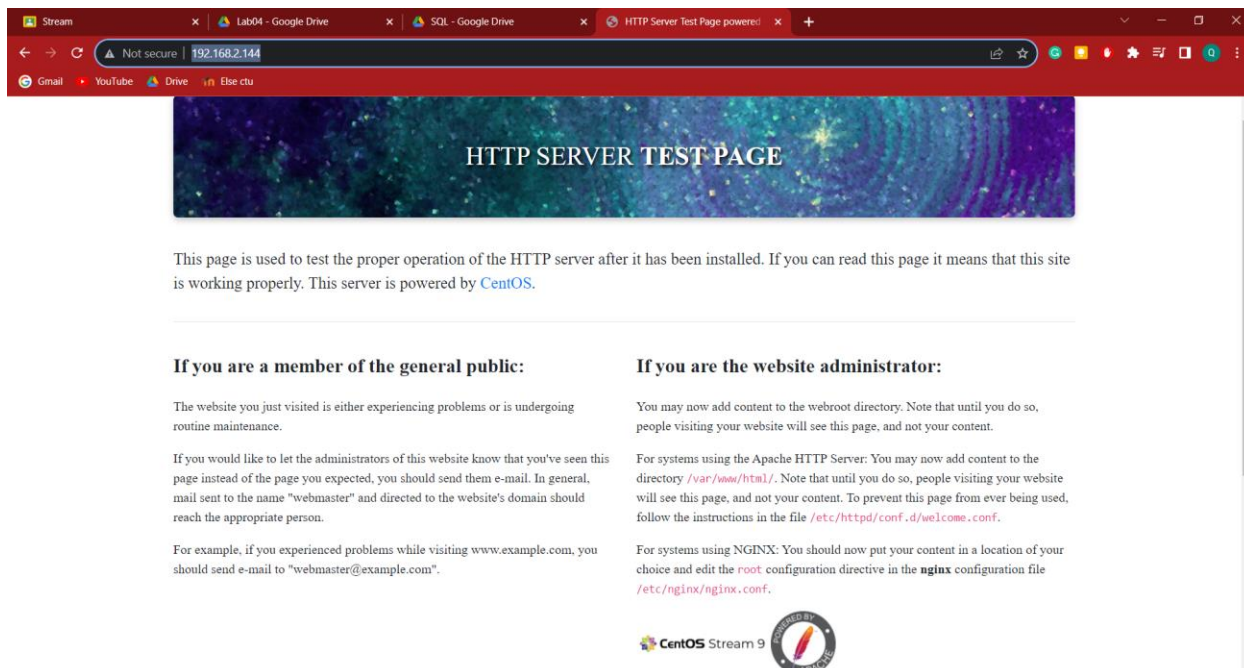 Stream
Lab04 - Google Drive
SQL - Google Drive
HTTP Server Test Page powered
Not secure
192.168.2.144
Q
Gmail
YouTube
Drive
Else ctu
HTTP SERVER TEST PAGE
This page is used to test the proper operation of the HTTP server after it has been installed. If you can read this page it means that this site
is working properly. This server is powered by CentOS.
If you are a member of the general public:
The website you just visited is either experiencing problems or is undergoing
routine maintenance.
If you would like to let the administrators of this website know that you've seen this
page instead of the page you expected, you should send them e-mail. In general,
mail sent to the name "webmaster" and directed to the website's domain should
reach the appropriate person.
For example, if you experienced problems while visiting www.example.com, you
should send e-mail to "webmaster@example.com".
If you are the website administrator:
You may now add content to the webroot directory. Note that until you do so,
people visiting your website will see this page, and not your content.
For systems using the Apache HTTP Server: You may now add content to the
directory /var/www/html/. Note that until you do so, people visiting your website
will see this page, and not your content. To prevent this page from ever being used,
follow the instructions in the file /etc/httpd/conf.d/welcome.conf.
For systems using NGINX: You should now put your content in a location of your
choice and edit the root configuration directive in the nginx configuration file
/etc/nginx/nginx.conf.
CentOS Stream 9
POWERED BY